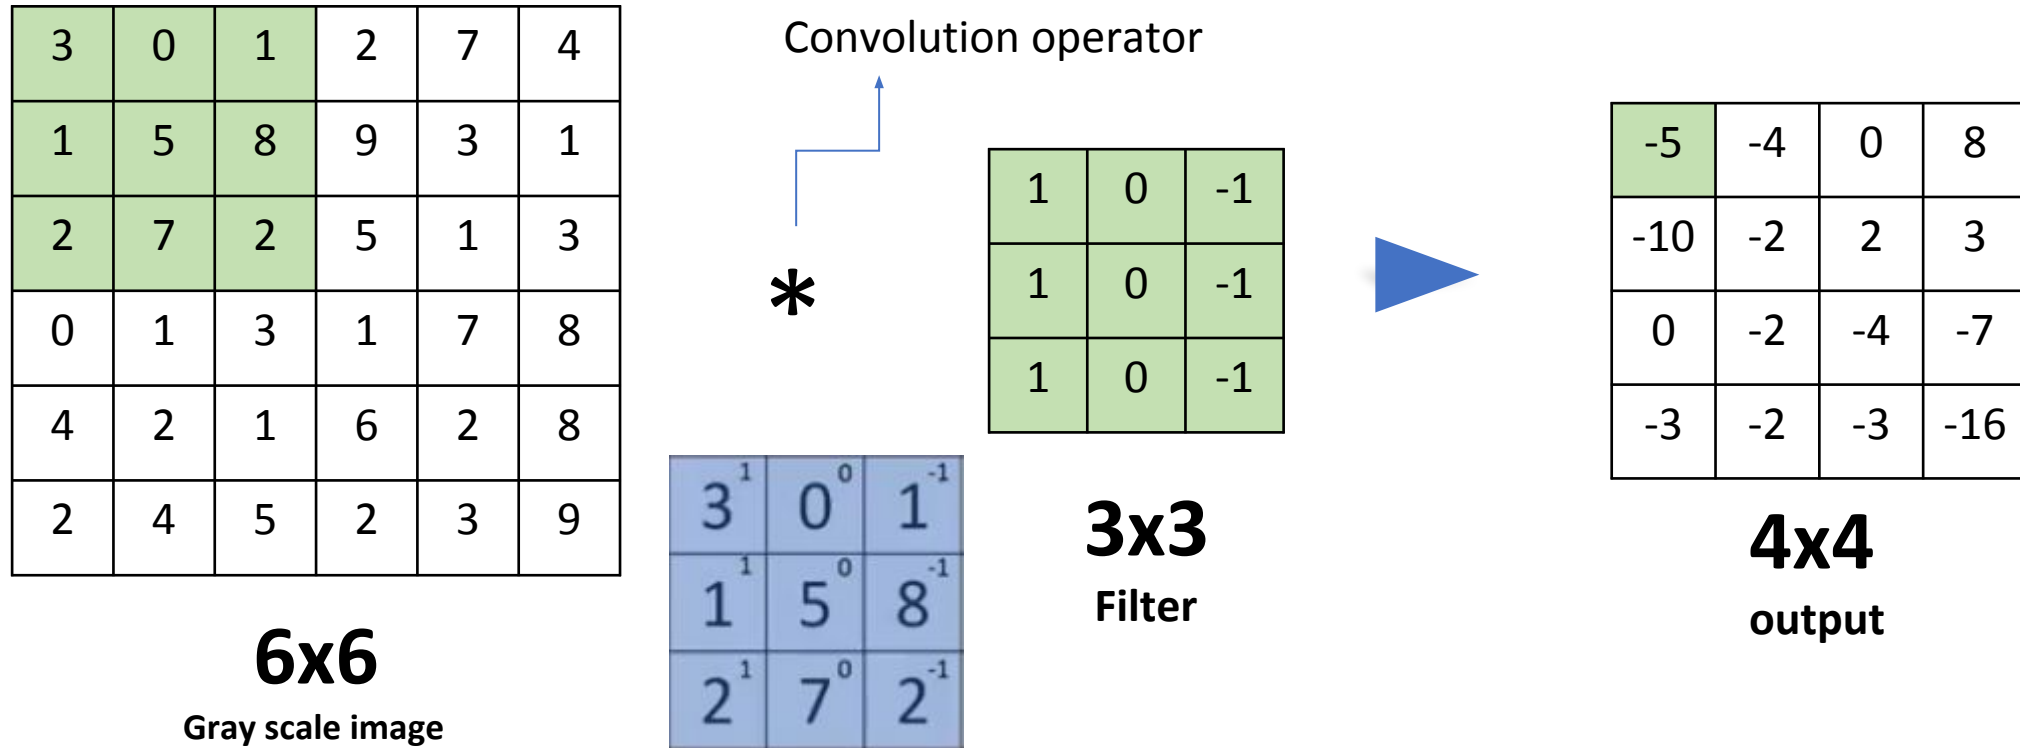 3 0 1 2 7 4
1 5 8 9 3 1
2 7 2 5 1 3
0 1 3 1 7 8
4 2 1 6 2 8
2 4 5 2 3 9
6x6
Gray scale image
Convolution operator
*
3 1 0 0 1 -1
1 1 5 0 8 -1
2 1 7 0 2 -1
1 0 -1
1 0 -1
1 0 -1
3x3
Filter
-5 -4 0 8
-10 -2 2 3
0 -2 -4 -7
-3 -2 -3 -16
4x4
output